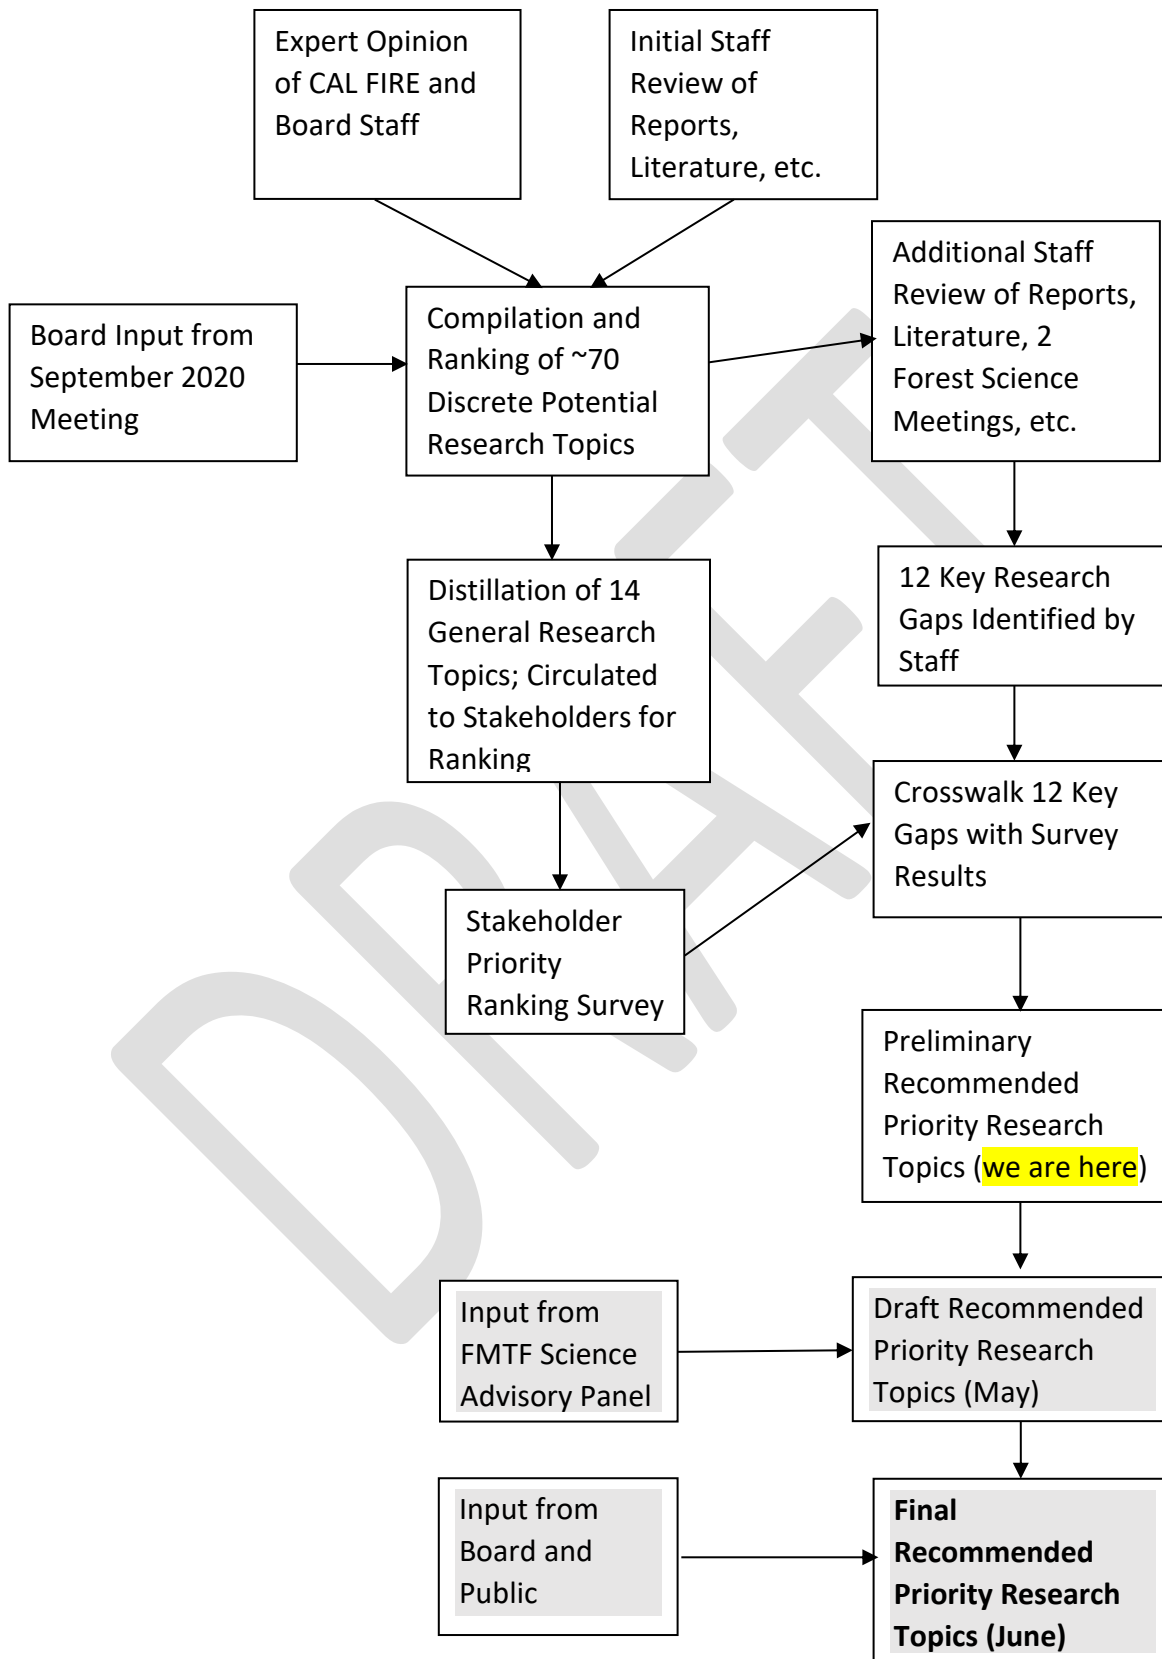 Expert Opinion
of CAL FIRE and
Board Staff
Initial Staff
Review of
Reports,
Literature, etc.
Additional Staff
Review of Reports,
Literature, 2
Forest Science
Meetings, etc.
Board Input from
September 2020
Meeting
Compilation and
Ranking of ~70
Discrete Potential
Research Topics
Distillation of 14
General Research
Topics; Circulated
to Stakeholders for
Ranking
12 Key Research
Gaps Identified by
Staff
Crosswalk 12 Key
Gaps with Survey
Results
Stakeholder
Priority
Ranking Survey
Preliminary
Recommended
Priority Research
Topics (we are here)
Input from
FMTF Science
Advisory Panel
Draft Recommended
Priority Research
Topics (May)
Input from
Board and
Public
Final
Recommended
Priority Research
Topics (June)
DRAFT